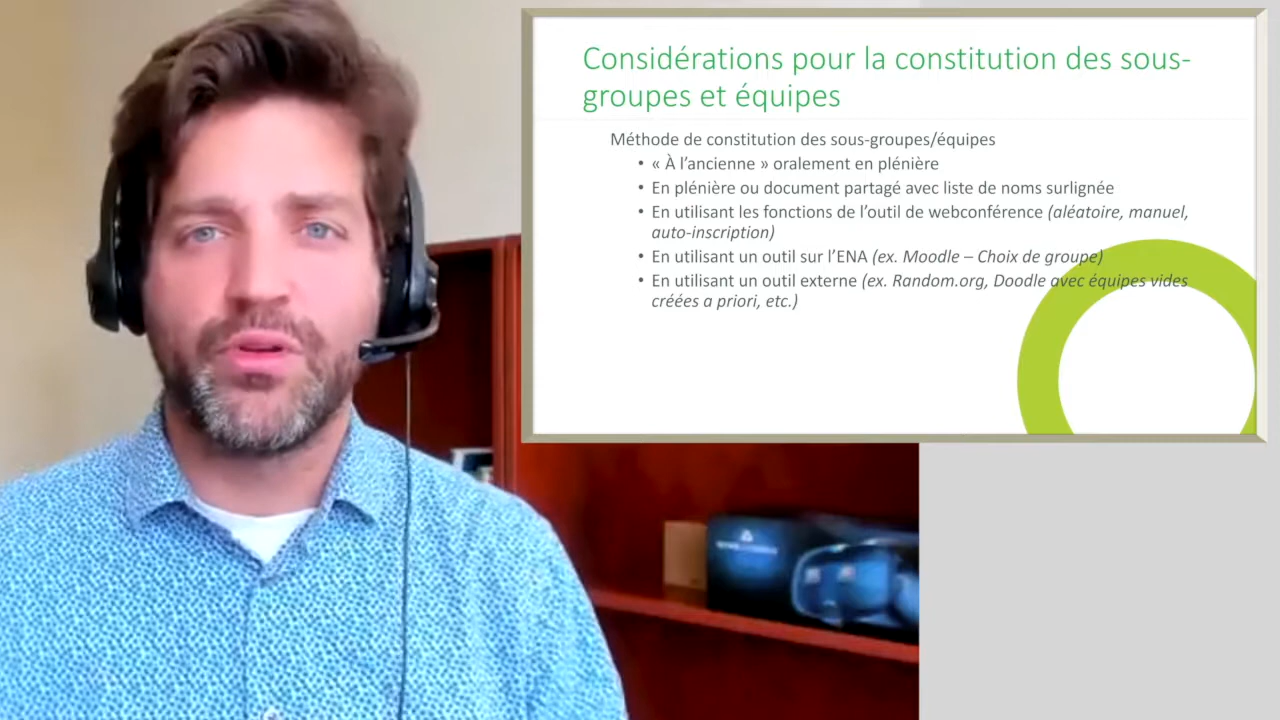 Considérations pour la constitution des sous-
groupes et équipes
Méthode de constitution des sous-groupes/équipes
• « À l’ancienne » oralement en plénière
• En plénière ou document partagé avec liste de noms surlignée
• En utilisant les fonctions de l’outil de webconférence (aléatoire, manuel,
auto-inscription)
• En utilisant un outil sur l’ENA (ex. Moodle – Choix de groupe)
• En utilisant un outil externe (ex. Random.org, Doodle avec équipes vides
créées a priori, etc.)